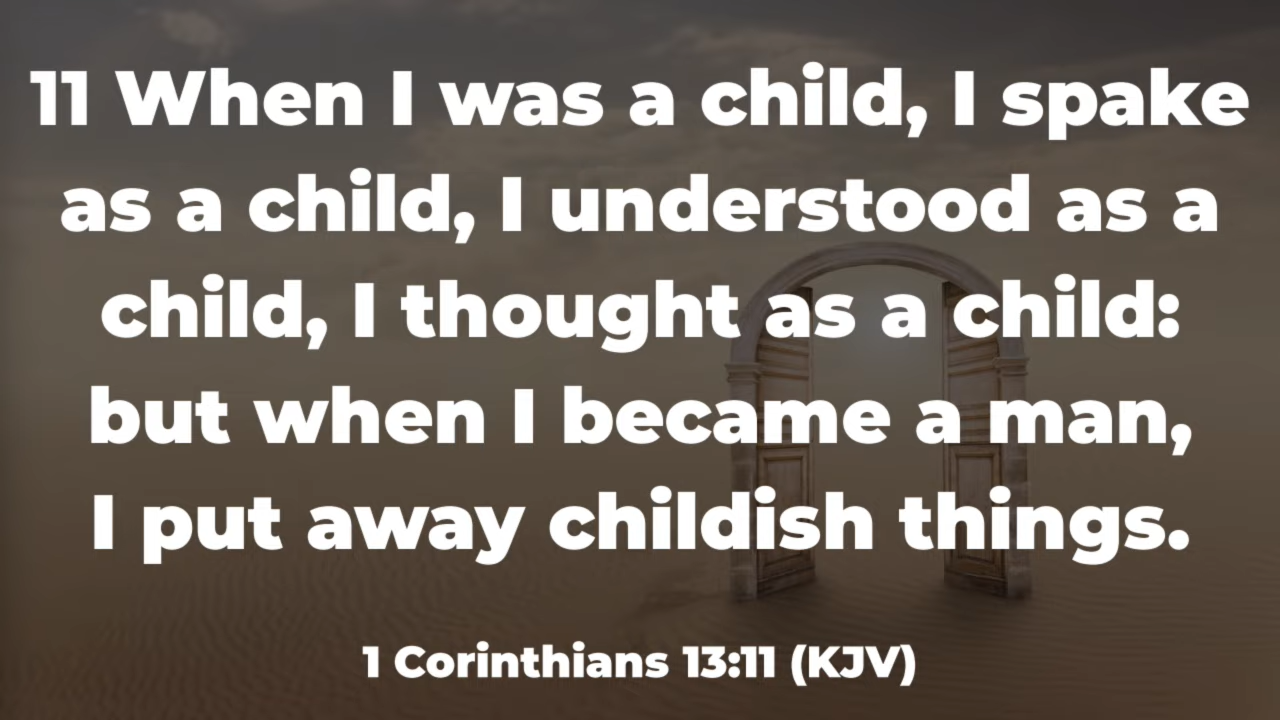 11 When I was a child, I spake
as a child, I understood as a
child, I thought as a child:
but when I became a man,
I put away childish things.
1 Corinthians 13:11 (KJV)